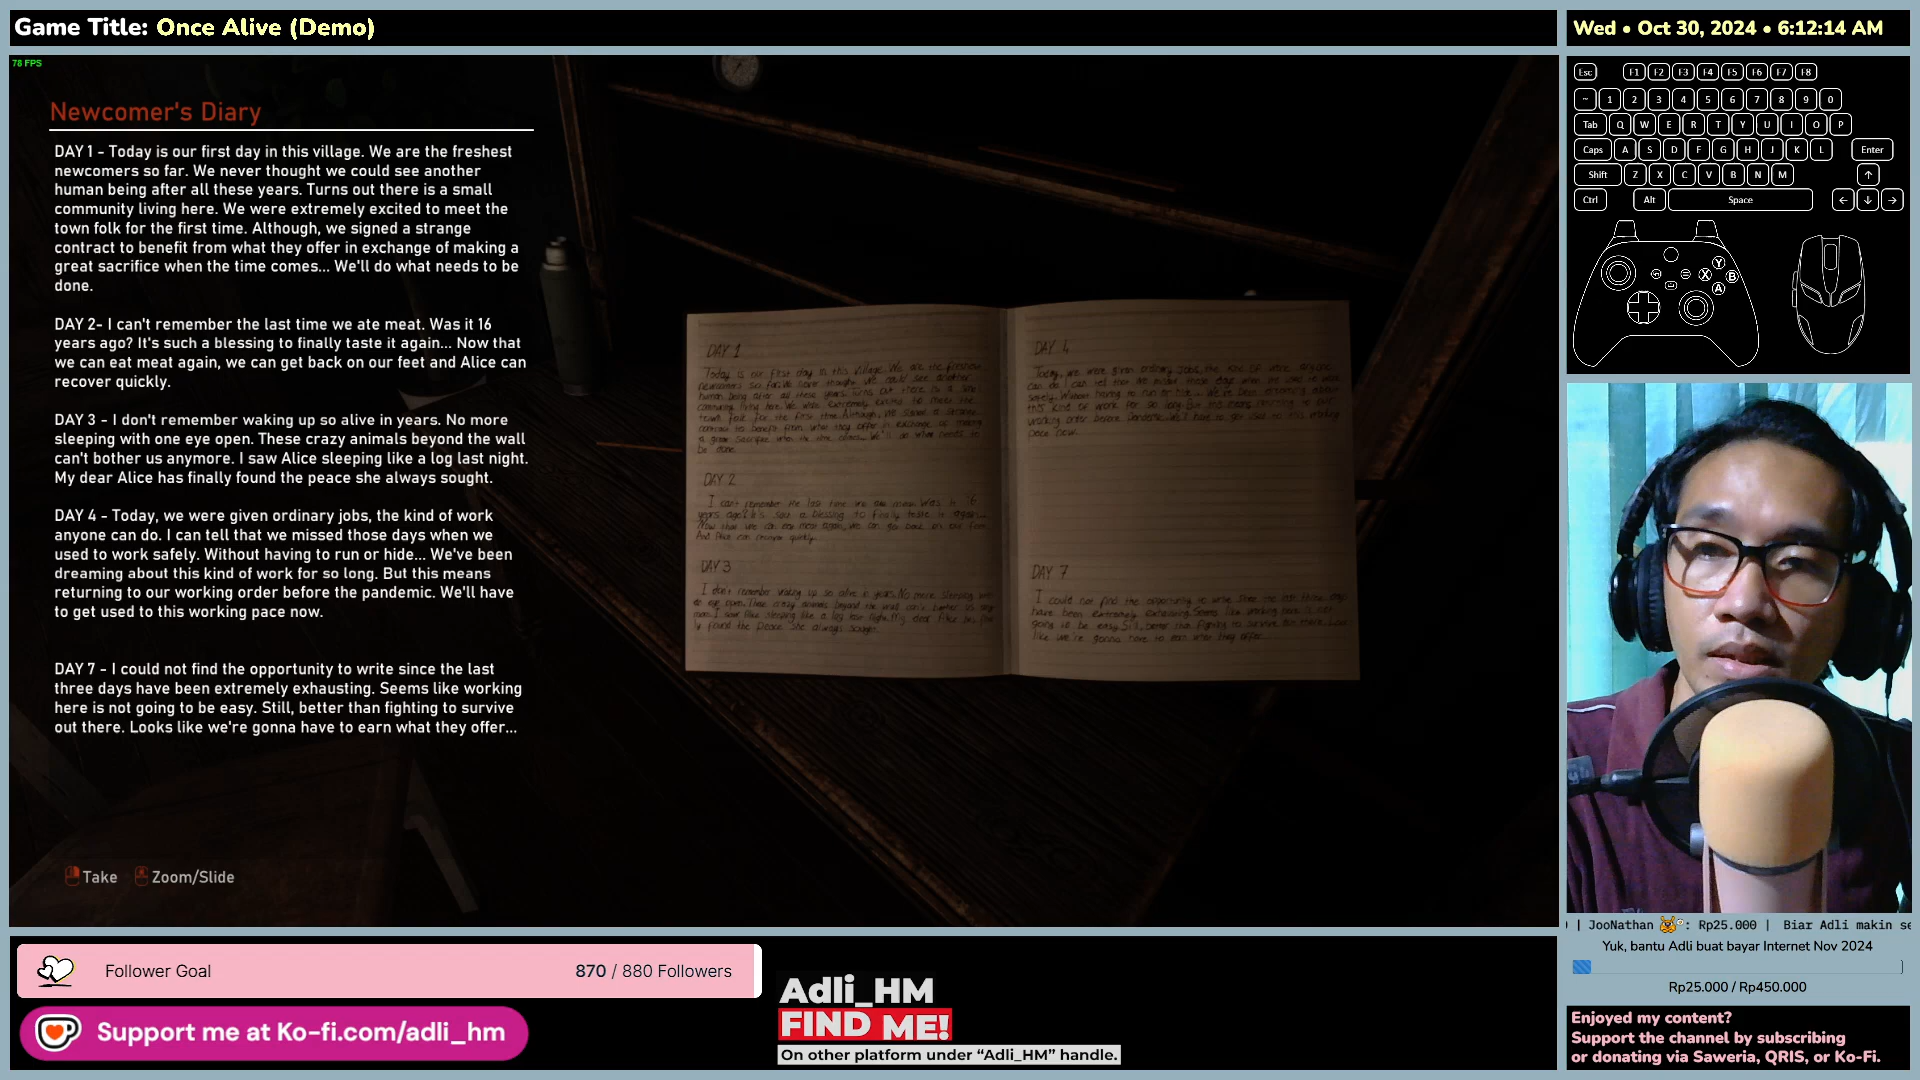 Game Title: Once Alive (Demo)
Wed • Oct 30, 2024 • 6:12:14 AM
78 FPS
Newcomer's Diary
DAY 1 - Today is our first day in this village. We are the freshest
newcomers so far. We never thought we could see another
human being after all these years. Turns out there is a small
community living here. We were extremely excited to meet the
town folk for the first time. Although, we signed a strange
contract to benefit from what they offer in exchange of making a
great sacrifice when the time comes... We'll do what needs to be
done.
DAY 2- I can't remember the last time we ate meat. Was it 16
years ago? It's such a blessing to finally taste it again... Now that
we can eat meat again, we can get back on our feet and Alice can
recover quickly.
DAY 3 - I don't remember waking up so alive in years. No more
sleeping with one eye open. These crazy animals beyond the wall
can't bother us anymore. I saw Alice sleeping like a log last night.
My dear Alice has finally found the peace she always sought.
DAY 4 - Today, we were given ordinary jobs, the kind of work
anyone can do. I can tell that we missed those days when we
used to work safely. Without having to run or hide... We've been
dreaming about this kind of work for so long. But this means
returning to our working order before the pandemic. We'll have
to get used to this working pace now.
DAY 7 - I could not find the opportunity to write since the last
three days have been extremely exhausting. Seems like working
here is not going to be easy. Still, better than fighting to survive
out there. Looks like we're gonna have to earn what they offer...
Take Zoom/Slide
DAY 1
DAY 2
DAY 3
DAY 4
DAY 7
Esc F1 F2 F3 F4 F5 F6 F7 F8
~ 1 2 3 4 5 6 7 8 9 0
Tab Q W E R T Y U I O P
Caps A S D F G H J K L Enter
Shift Z X C V B N M ↑
Ctrl Alt Space ← ↓ →
Y
X B
A
| JooNathan : Rp25.000 | Biar Adli makin se
Yuk, bantu Adli buat bayar Internet Nov 2024
Rp25.000 / Rp450.000
Enjoyed my content?
Support the channel by subscribing
or donating via Saweria, QRIS, or Ko-Fi.
Follower Goal 870 / 880 Followers
Support me at Ko-fi.com/adli_hm
Adli_HM
FIND ME!
On other platform under “Adli_HM” handle.